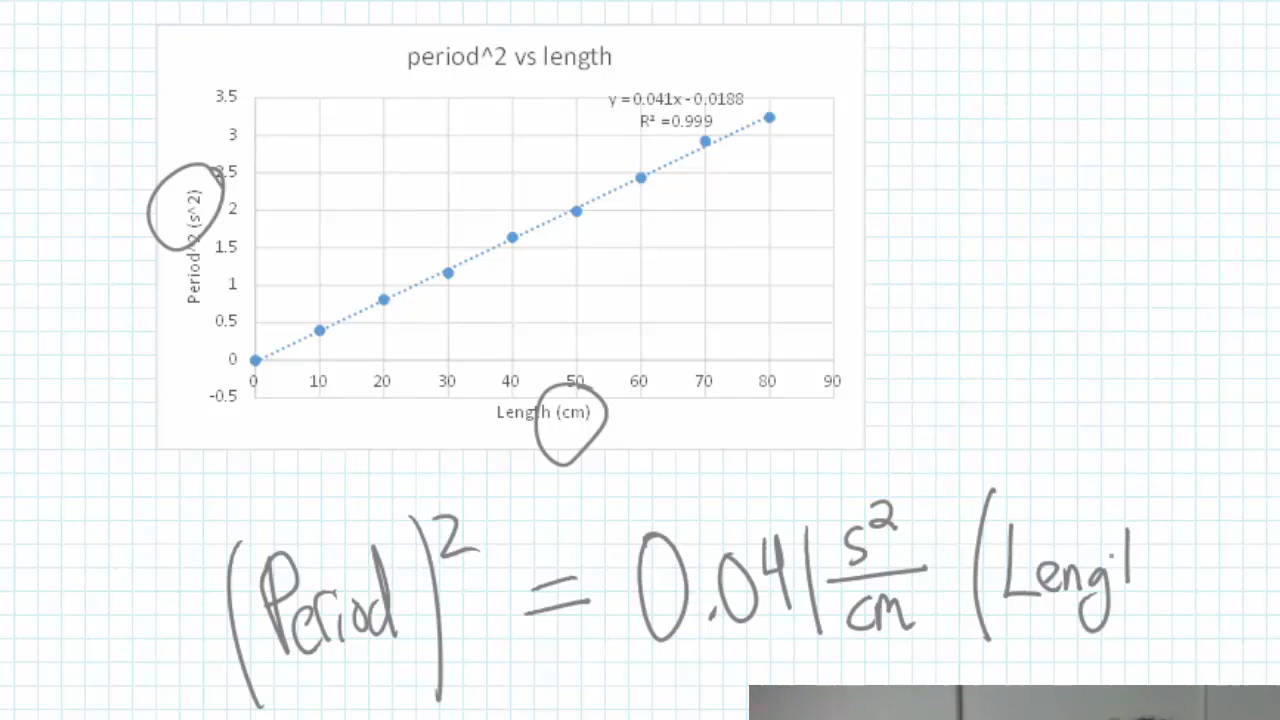 period^2 vs length
y = 0.041x - 0.0188
R² = 0.999
3.5
3
2.5
2
1.5
1
0.5
0
-0.5
Period^2 (s^2)
0 10 20 30 40 50 60 70 80 90
Length (cm)
(Period)² = 0.041 s²/cm (Lengt